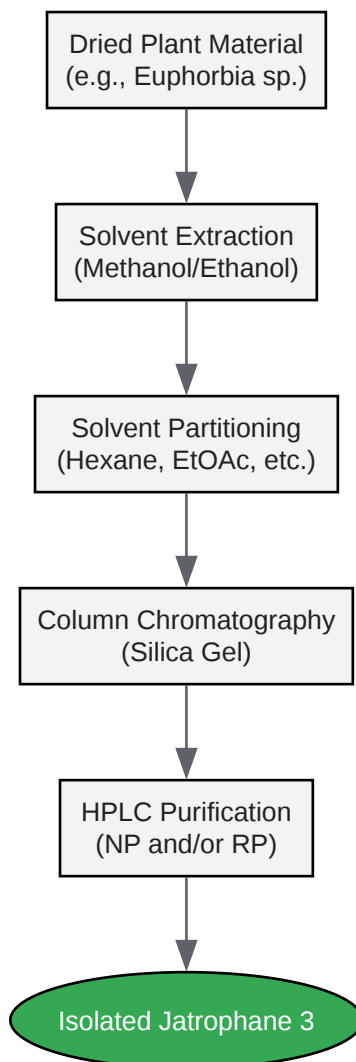 Dried Plant Material
(e.g., Euphorbia sp.)
Solvent Extraction
(Methanol/Ethanol)
Solvent Partitioning
(Hexane, EtOAc, etc.)
Column Chromatography
(Silica Gel)
HPLC Purification
(NP and/or RP)
Isolated Jatrophane 3